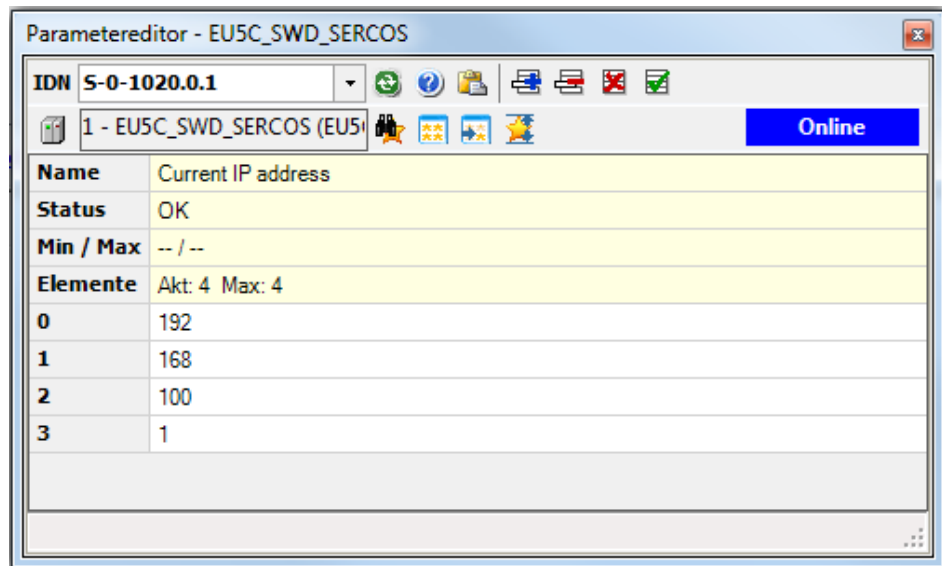 Parametereditor - EU5C_SWD_SERCOS
IDN S-0-1020.0.1
1 - EU5C_SWD_SERCOS (EU5 Online
Name Current IP address
Status OK
Min / Max -- / --
Elemente Akt: 4 Max: 4
0 192
1 168
2 100
3 1